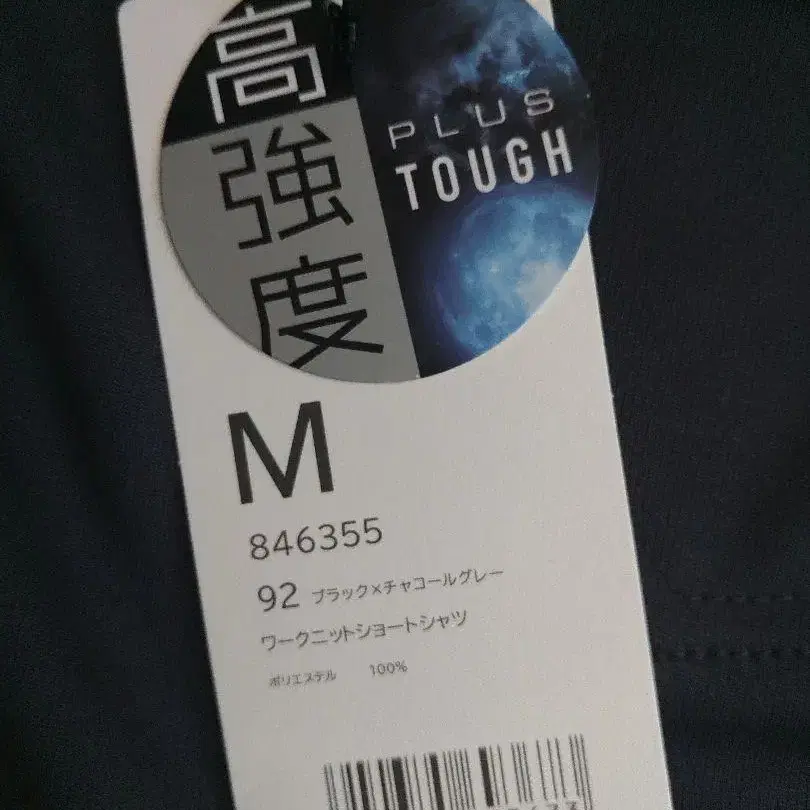 高強度
PLUS
TOUGH
M
846355
92 ブラック×チャコールグレー
ワークニットショートシャツ
ポリエステル 100%